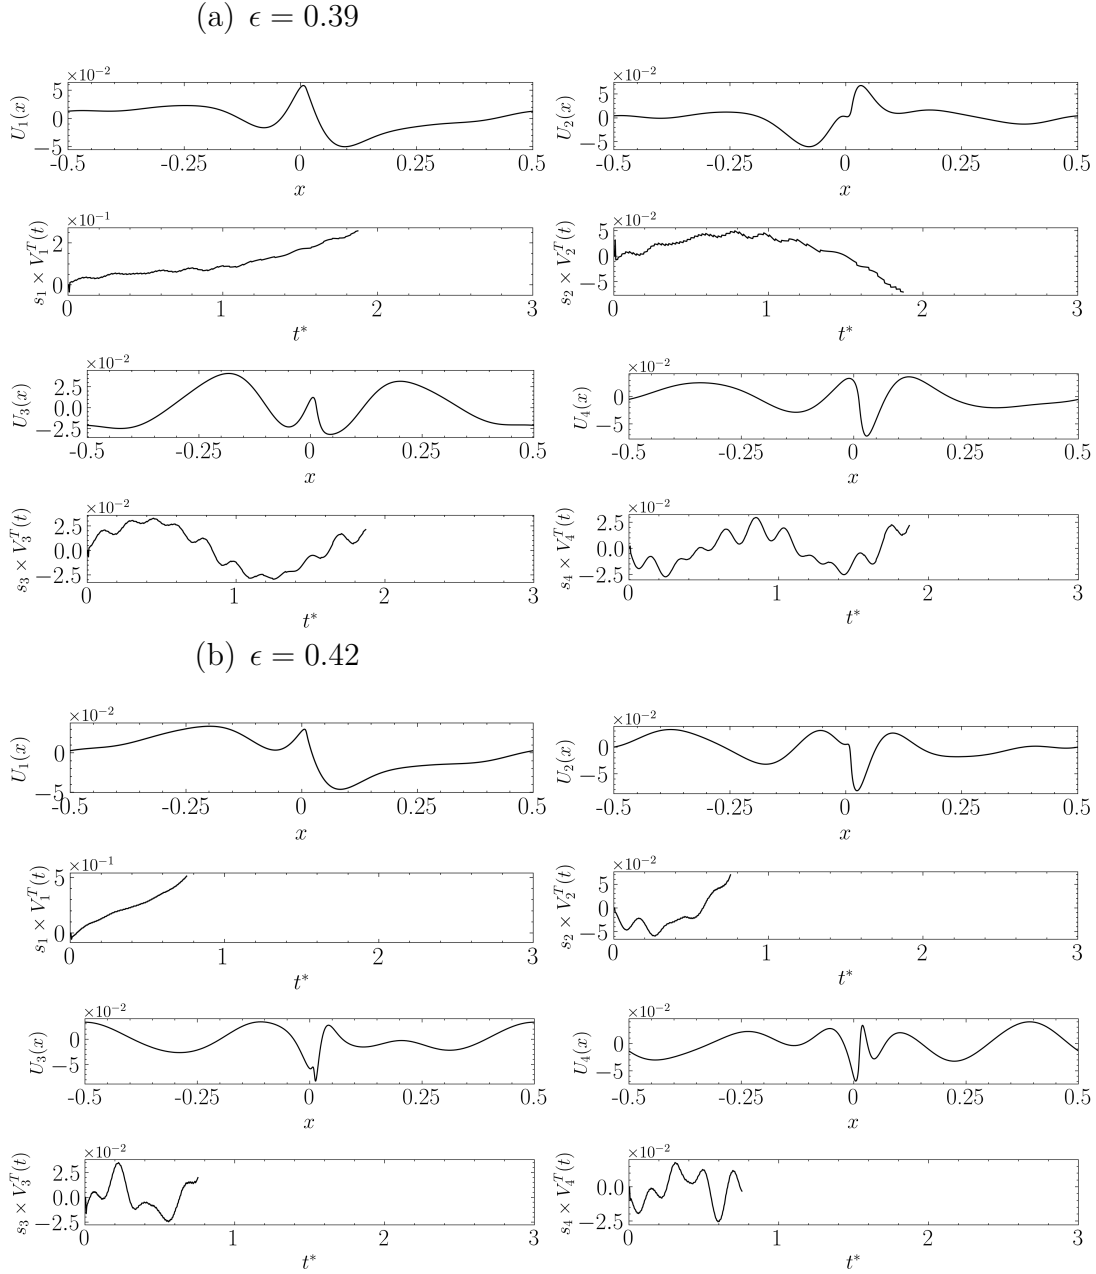 (a) ϵ = 0.39
×10⁻²
5
0
−5
U₁(x)
-0.5 -0.25 0 0.25 0.5
x
×10⁻²
5
0
−5
U₂(x)
-0.5 -0.25 0 0.25 0.5
x
×10⁻¹
2
0
s₁ × V₁ᵀ(t)
0 1 2 3
t*
×10⁻²
5
0
−5
s₂ × V₂ᵀ(t)
0 1 2 3
t*
×10⁻²
2.5
0.0
−2.5
U₃(x)
-0.5 -0.25 0 0.25 0.5
x
×10⁻²
0
−5
U₄(x)
-0.5 -0.25 0 0.25 0.5
x
×10⁻²
2.5
0.0
−2.5
s₃ × V₃ᵀ(t)
0 1 2 3
t*
×10⁻²
2.5
0.0
−2.5
s₄ × V₄ᵀ(t)
0 1 2 3
t*
(b) ϵ = 0.42
×10⁻²
0
−5
U₁(x)
-0.5 -0.25 0 0.25 0.5
x
×10⁻²
0
−5
U₂(x)
-0.5 -0.25 0 0.25 0.5
x
×10⁻¹
5
0
s₁ × V₁ᵀ(t)
0 1 2 3
t*
×10⁻²
5
0
−5
s₂ × V₂ᵀ(t)
0 1 2 3
t*
×10⁻²
0
−5
U₃(x)
-0.5 -0.25 0 0.25 0.5
x
×10⁻²
0
−5
U₄(x)
-0.5 -0.25 0 0.25 0.5
x
×10⁻²
2.5
0.0
−2.5
s₃ × V₃ᵀ(t)
0 1 2 3
t*
×10⁻²
0.0
−2.5
s₄ × V₄ᵀ(t)
0 1 2 3
t*